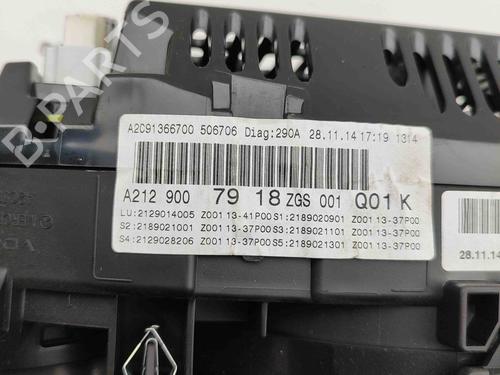 B-PARTS
A2C91366700 506706 Diag:290A 28.11.14 17:19 1314
A212 900 79 18 ZGS 001 Q01 K
LU:2129014005 Z001 13-41P00 S1:2189020901 Z001 13-37P00
S2:2189021001 Z001 13-37P00 S3:2189021101 Z001 13-37P00
S4:2129028206 Z001 13-37P00 S5:2189021301 Z001 13-37P00
28.11.14